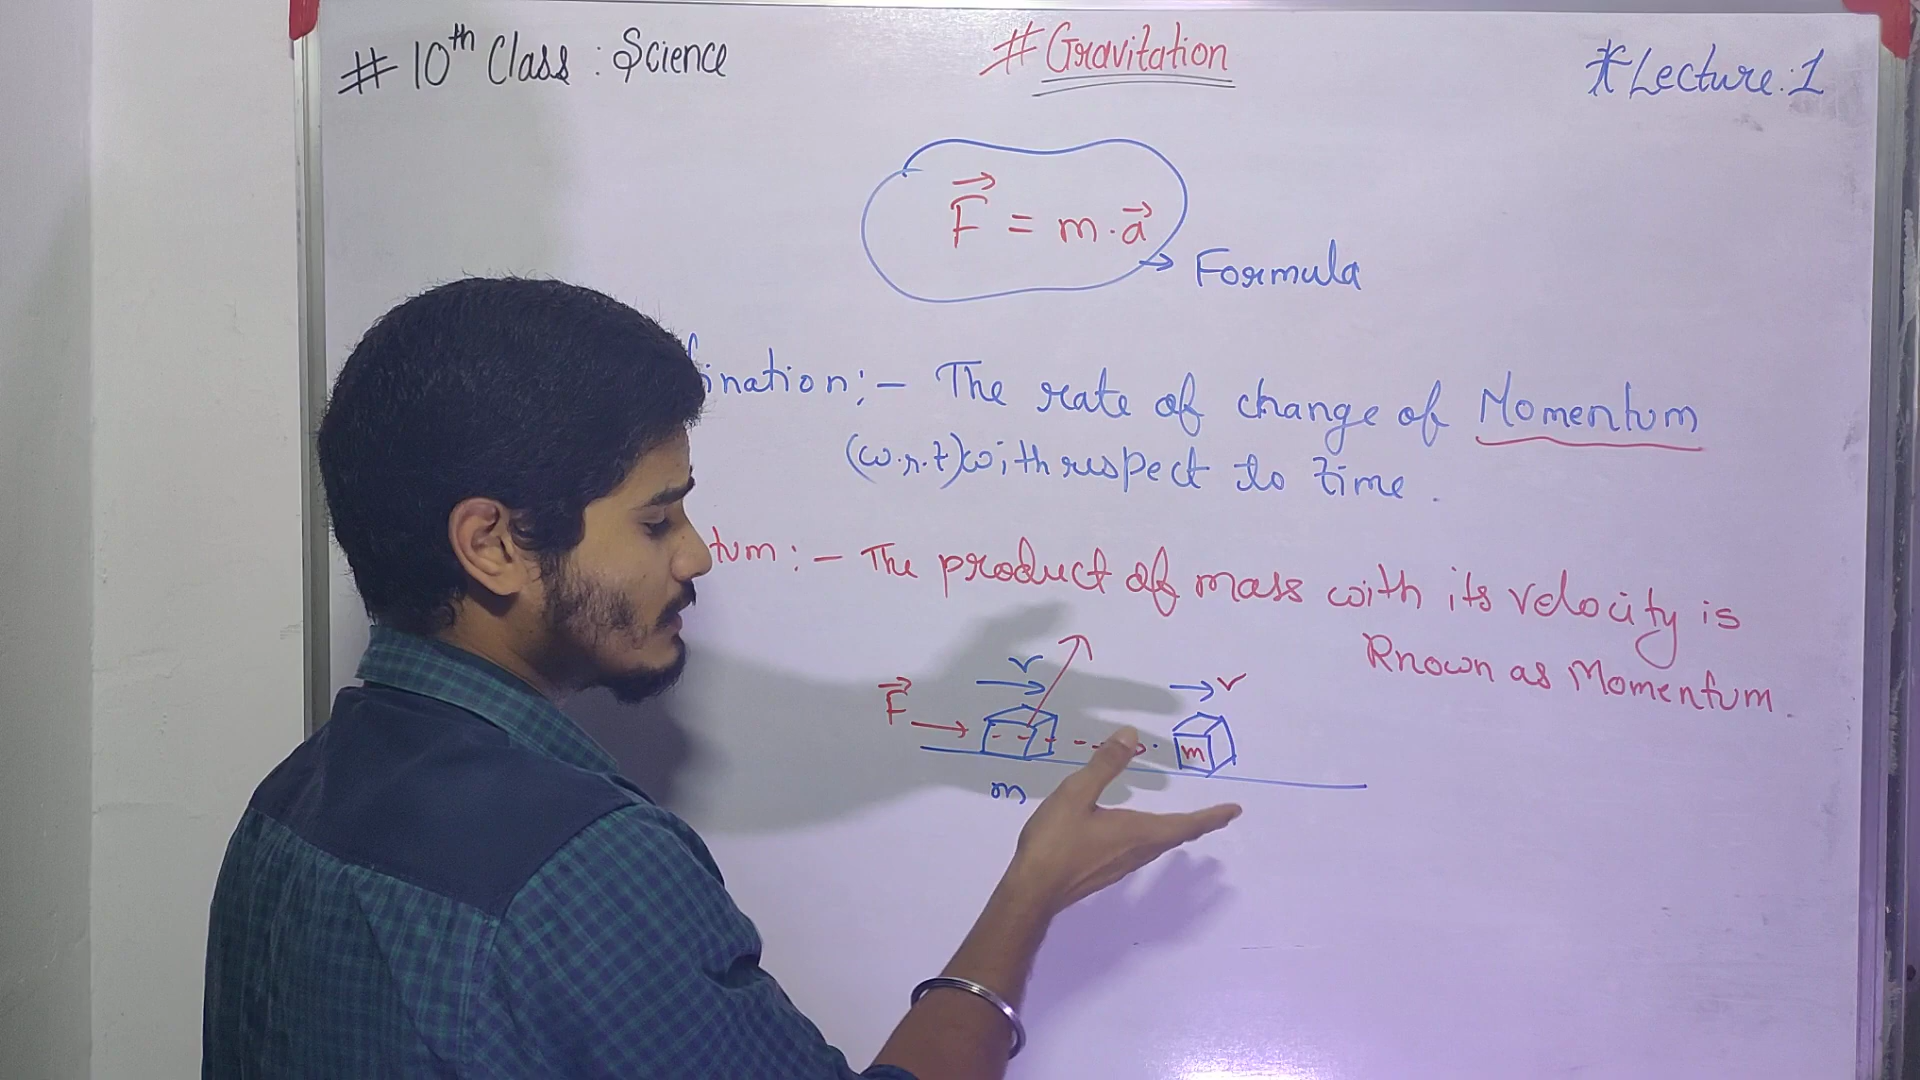 # 10th Class : Science
# Gravitation
* Lecture : 1
F = m . a
Formula
ination ; - The rate of change of Momentum
(w.r.t) with respect to time .
tum : - The product of mass with its velocity is
Known as Momentum .
v
v
F
m
m